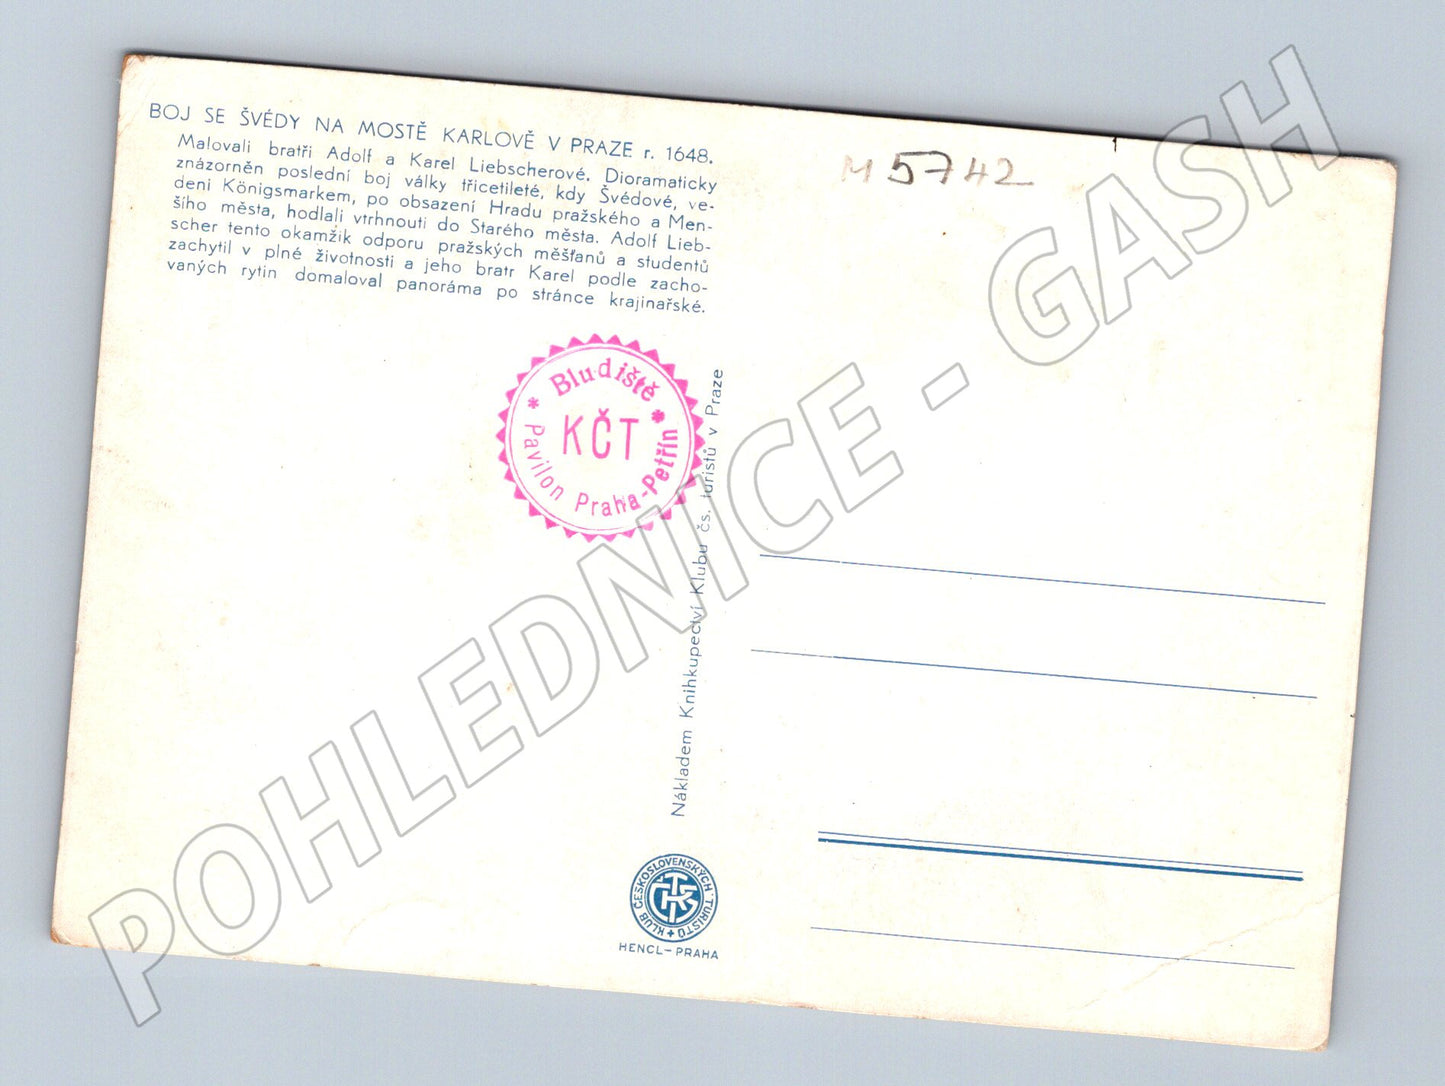 BOJ SE ŠVÉDY NA MOSTĚ KARLOVĚ V PRAZE r. 1648.
Malovali bratři Adolf a Karel Liebscherové. Dioramaticky
znázorněn poslední boj války třicetileté, kdy Švédové, ve-
deni Königsmarkem, po obsazení Hradu pražského a Men-
šího města, hodlali vtrhnouti do Starého města. Adolf Lieb-
scher tento okamžik odporu pražských měšťanů a studentů
zachytil v plné životnosti a jeho bratr Karel podle zacho-
vaných rytin domaloval panoráma po stránce krajinařské.
M 5742
Bludiště
KČT
Pavilon Praha-Petřín
Nákladem Knihkupectví Klubu čs. turistů v Praze
KLUB ČESKOSLOVENSKÝCH TURISTŮ
KČST
HENCL-PRAHA
POHLEDNICE - GASH